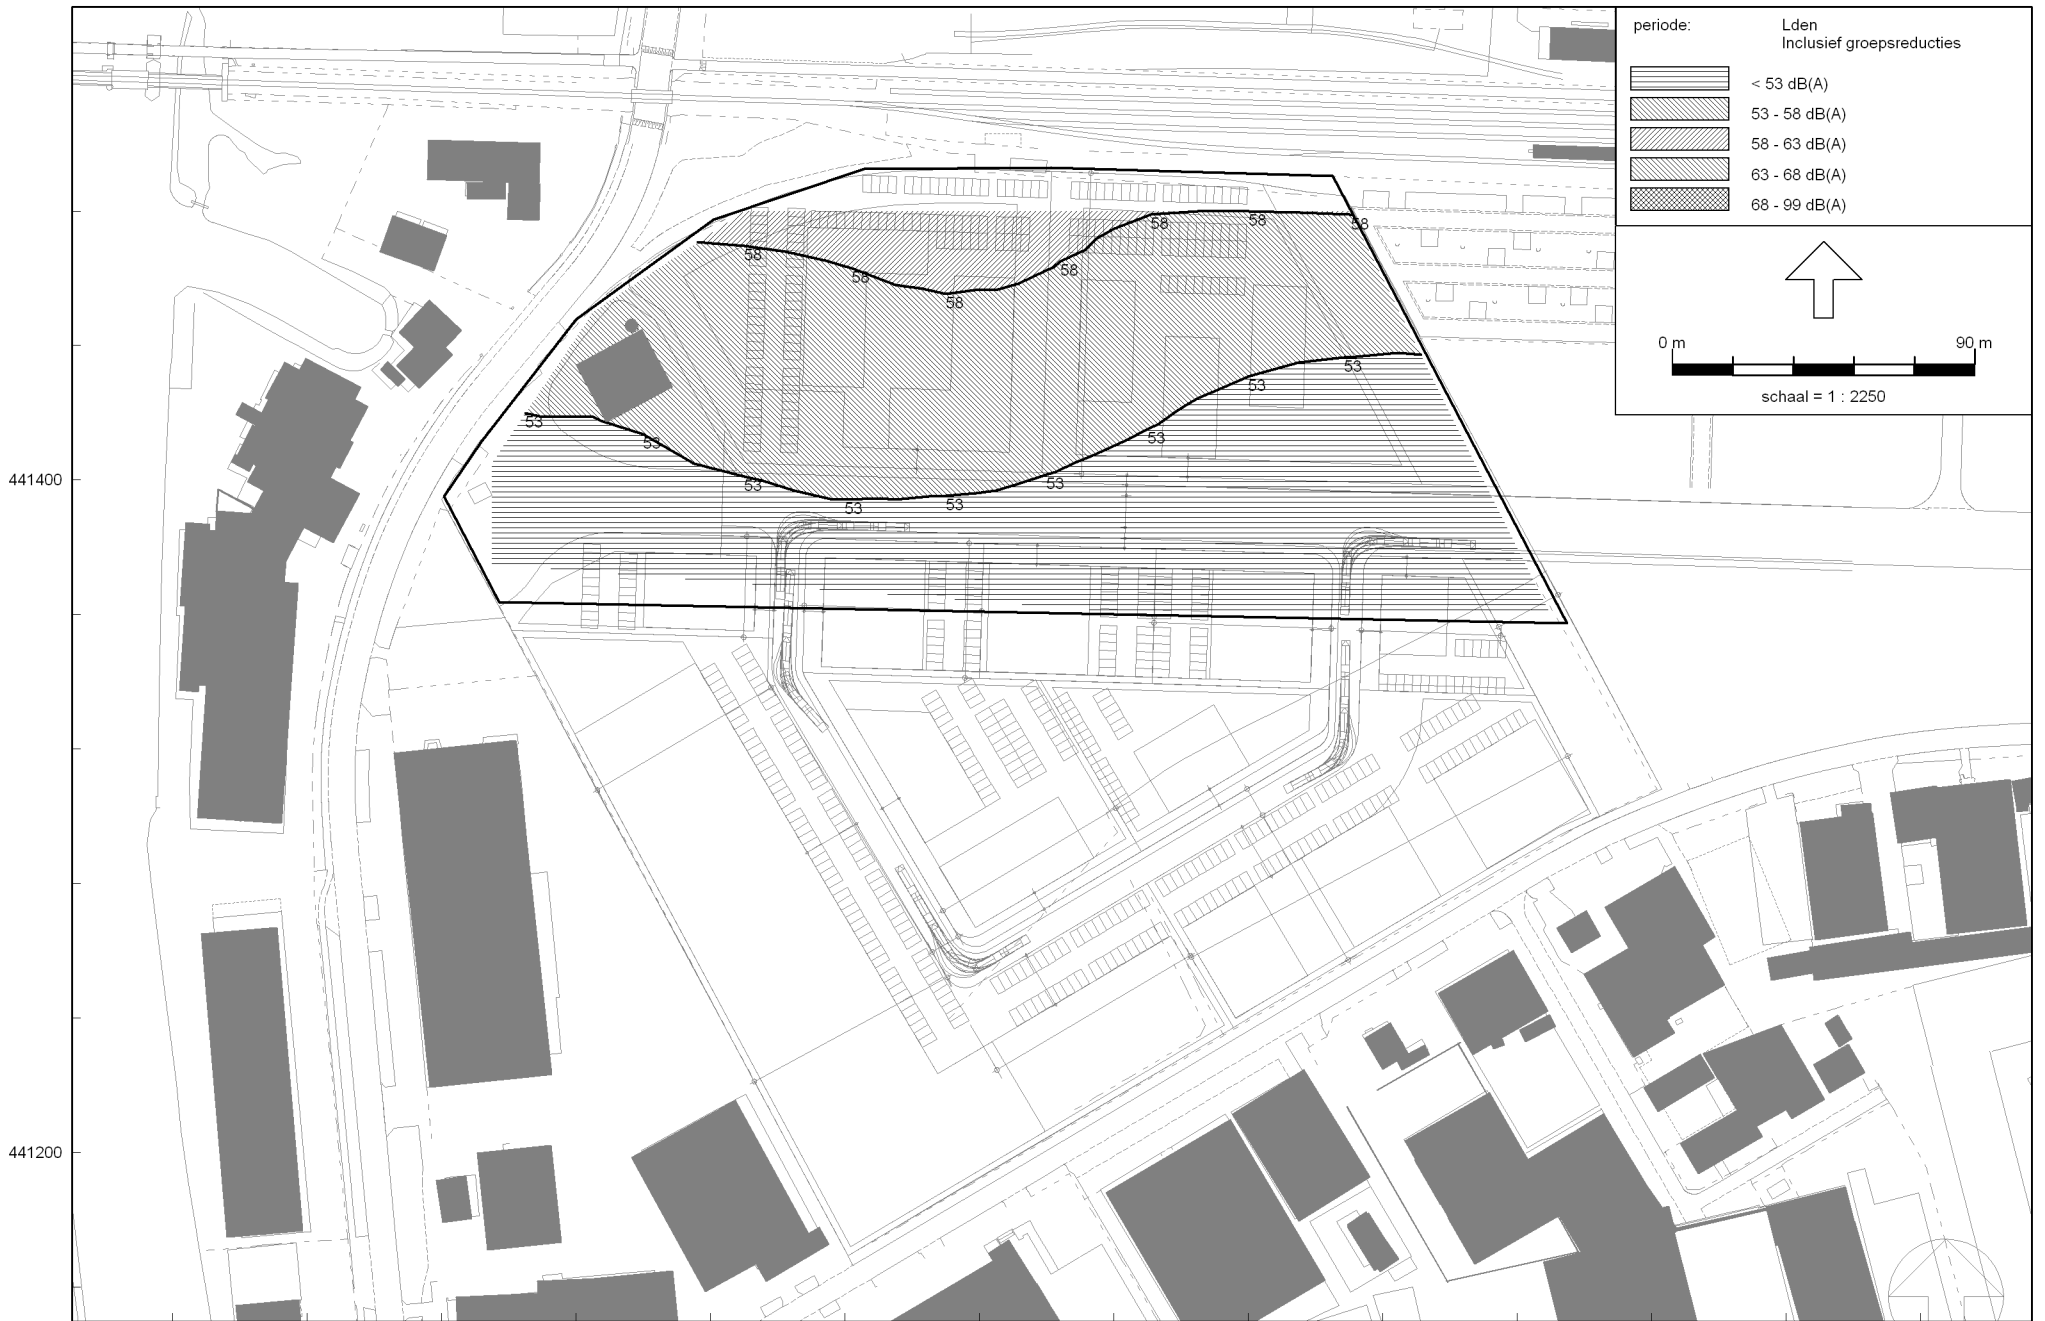 periode: Lden
Inclusief groepsreducties
< 53 dB(A)
53 - 58 dB(A)
58 - 63 dB(A)
63 - 68 dB(A)
68 - 99 dB(A)
0 m 90 m
schaal = 1 : 2250
58
58
58
58
58
58
58
53
53
53
53
53
53
53
53
53
441400
441200